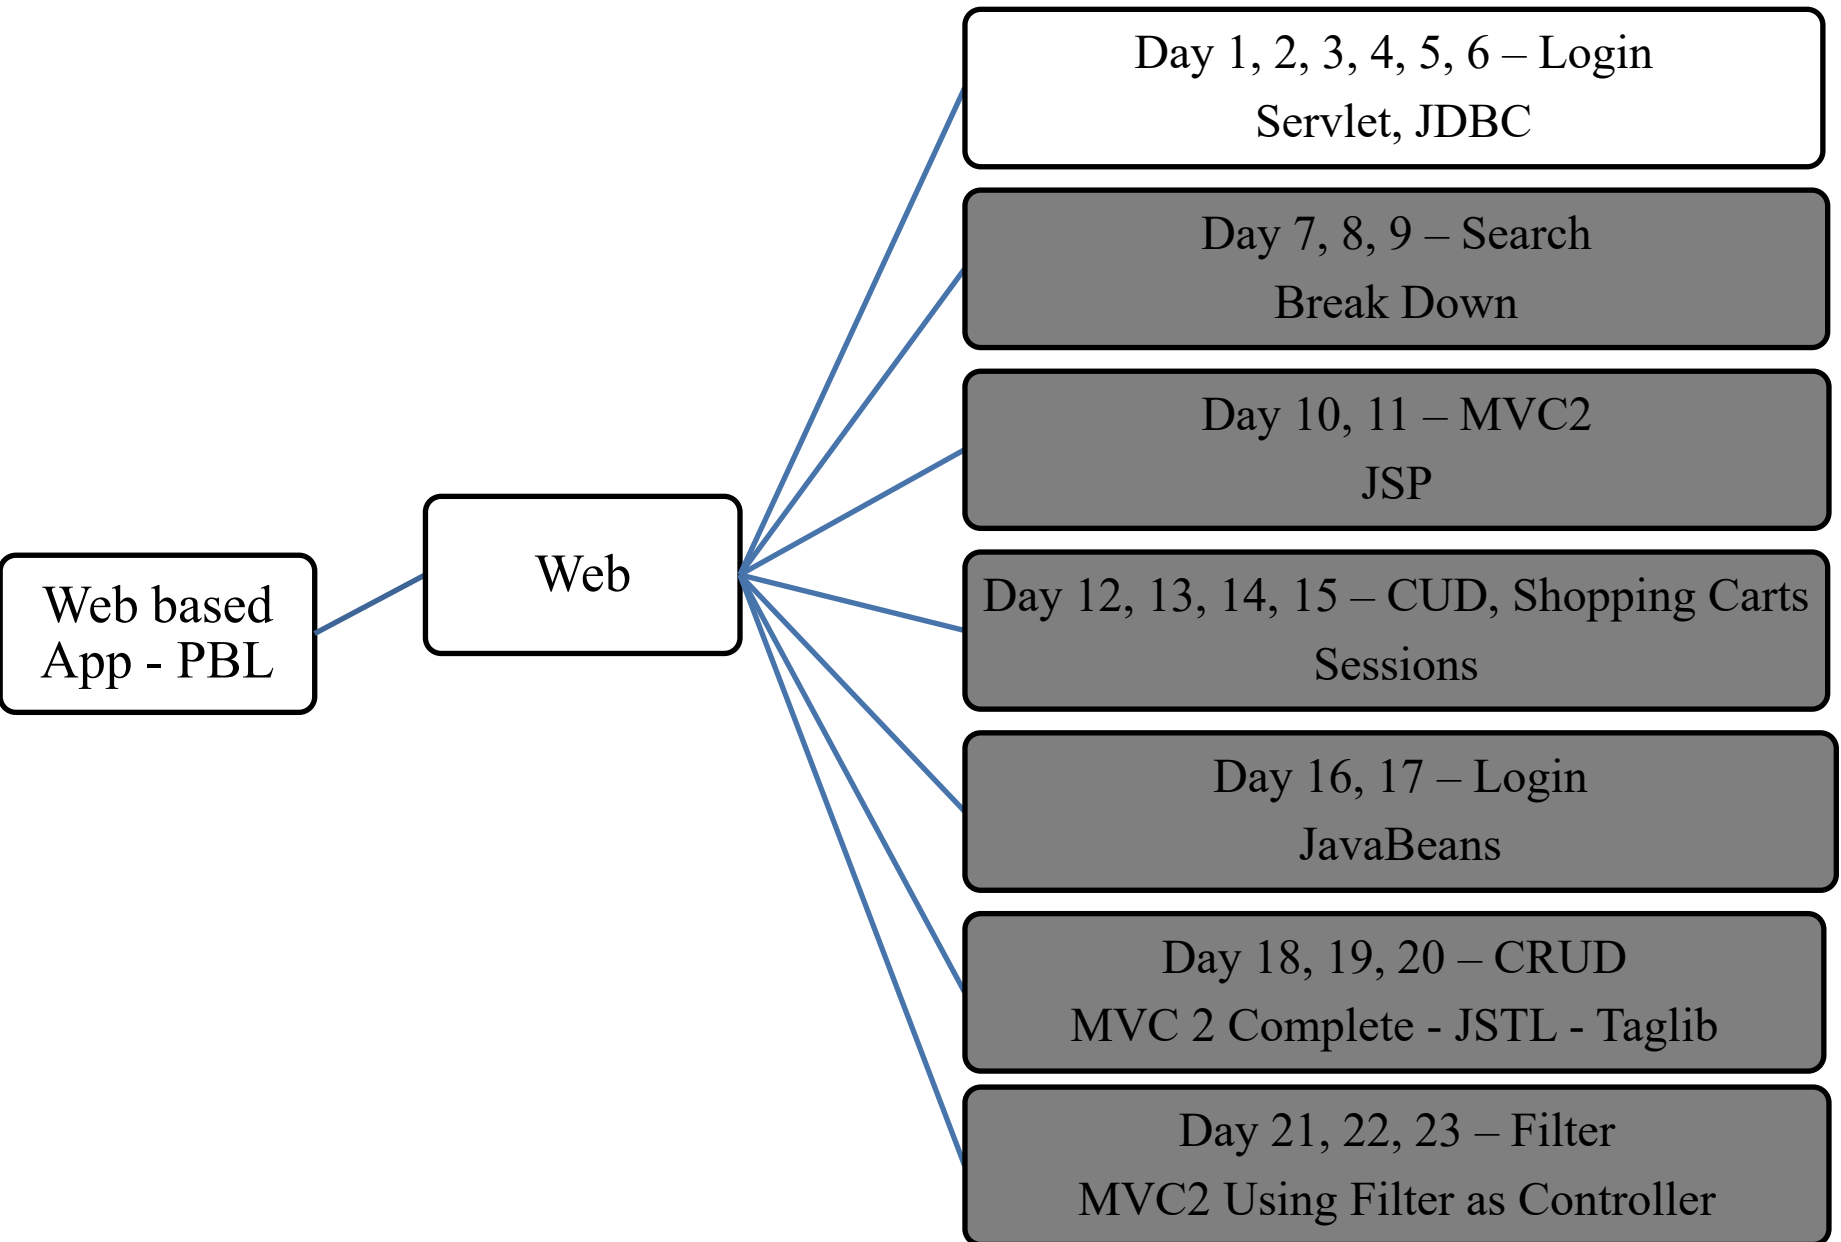 Web based
App - PBL
Web
Day 1, 2, 3, 4, 5, 6 – Login
Servlet, JDBC
Day 7, 8, 9 – Search
Break Down
Day 10, 11 – MVC2
JSP
Day 12, 13, 14, 15 – CUD, Shopping Carts
Sessions
Day 16, 17 – Login
JavaBeans
Day 18, 19, 20 – CRUD
MVC 2 Complete - JSTL - Taglib
Day 21, 22, 23 – Filter
MVC2 Using Filter as Controller